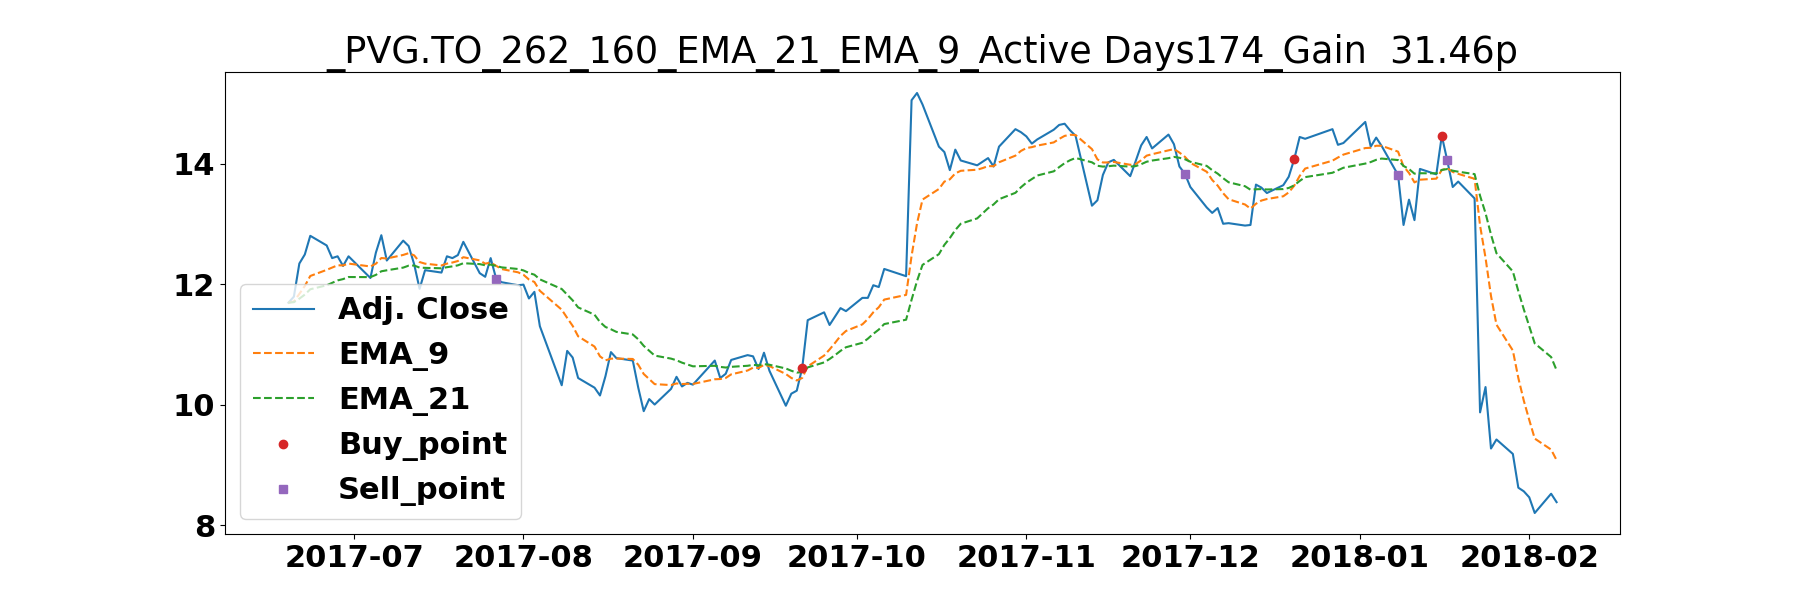 _PVG.TO_262_160_EMA_21_EMA_9_Active Days174_Gain  31.46p
14
12
10
8
Adj. Close
EMA_9
EMA_21
Buy_point
Sell_point
2017-07 2017-08 2017-09 2017-10 2017-11 2017-12 2018-01 2018-02